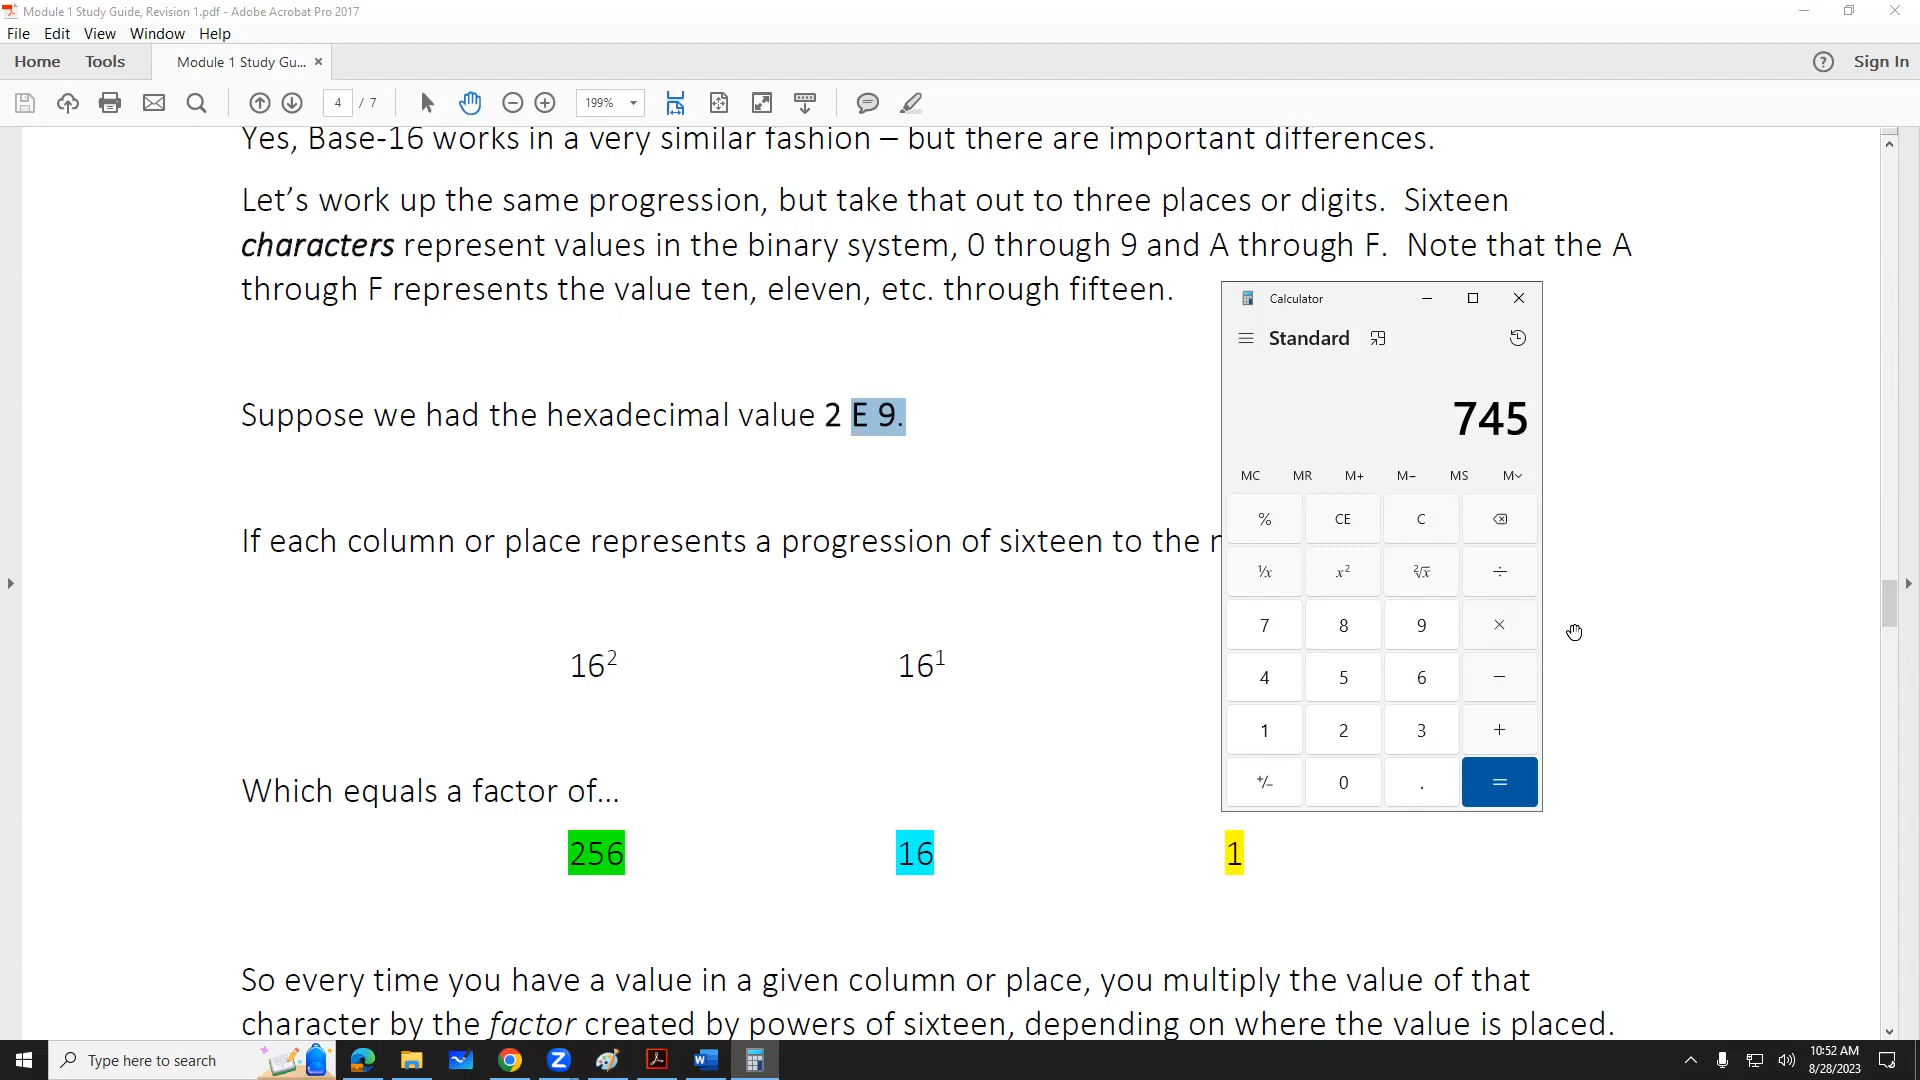 Module 1 Study Guide, Revision 1.pdf - Adobe Acrobat Pro 2017
File Edit View Window Help
Home Tools Module 1 Study Gu... × Sign In
4 / 7 199%
Yes, Base-16 works in a very similar fashion – but there are important differences.
Let’s work up the same progression, but take that out to three places or digits. Sixteen
characters represent values in the binary system, 0 through 9 and A through F. Note that the A
through F represents the value ten, eleven, etc. through fifteen.
Suppose we had the hexadecimal value 2 E 9.
If each column or place represents a progression of sixteen to the
16² 16¹
Which equals a factor of…
256 16 1
So every time you have a value in a given column or place, you multiply the value of that
character by the factor created by powers of sixteen, depending on where the value is placed.
Calculator
Standard
745
MC MR M+ M− MS M˅
% CE C
¹/x x² ²√x ÷
7 8 9 ×
4 5 6 −
1 2 3 +
+/− 0 . =
Type here to search
10:52 AM
8/28/2023